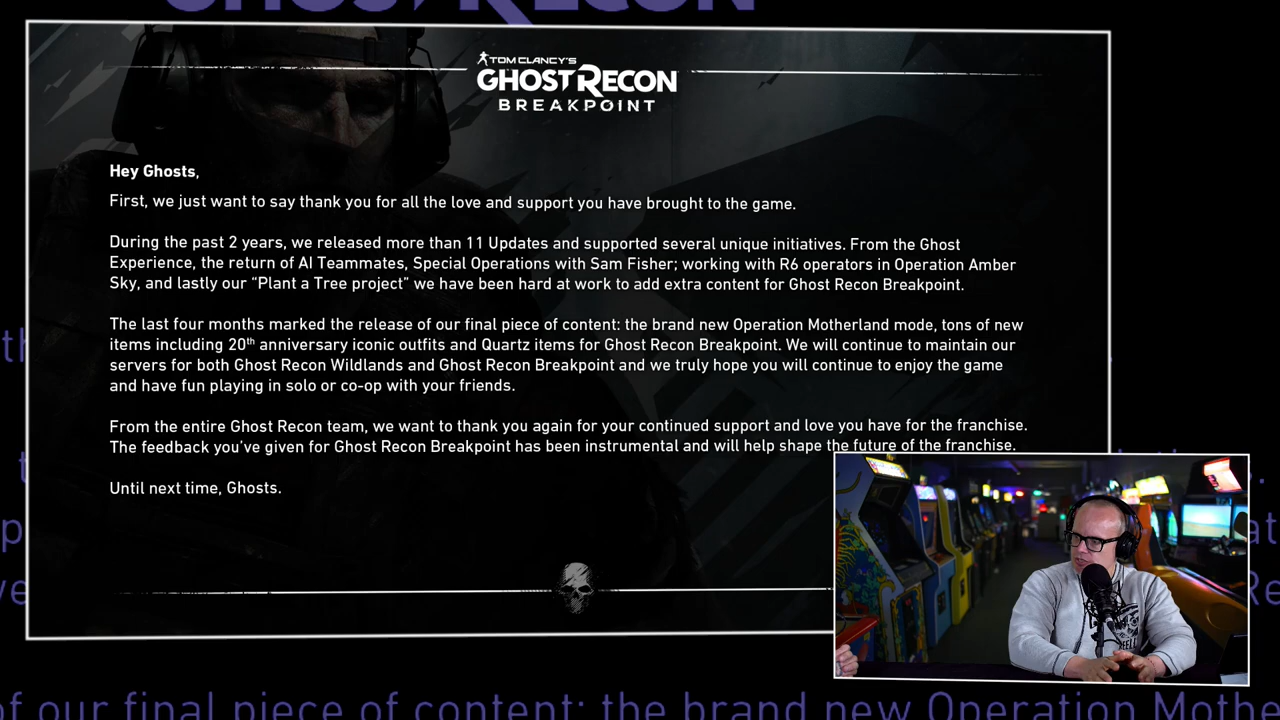 GHOST RECON
TOM CLANCY'S
GHOST RECON
BREAKPOINT
Hey Ghosts,
First, we just want to say thank you for all the love and support you have brought to the game.
During the past 2 years, we released more than 11 Updates and supported several unique initiatives. From the Ghost
Experience, the return of AI Teammates, Special Operations with Sam Fisher; working with R6 operators in Operation Amber
Sky, and lastly our “Plant a Tree project” we have been hard at work to add extra content for Ghost Recon Breakpoint.
The last four months marked the release of our final piece of content: the brand new Operation Motherland mode, tons of new
items including 20th anniversary iconic outfits and Quartz items for Ghost Recon Breakpoint. We will continue to maintain our
servers for both Ghost Recon Wildlands and Ghost Recon Breakpoint and we truly hope you will continue to enjoy the game
and have fun playing in solo or co-op with your friends.
From the entire Ghost Recon team, we want to thank you again for your continued support and love you have for the franchise.
The feedback you've given for Ghost Recon Breakpoint has been instrumental and will help shape the future of the franchise.
Until next time, Ghosts.
of our final piece of content: the brand new Operation Mothe